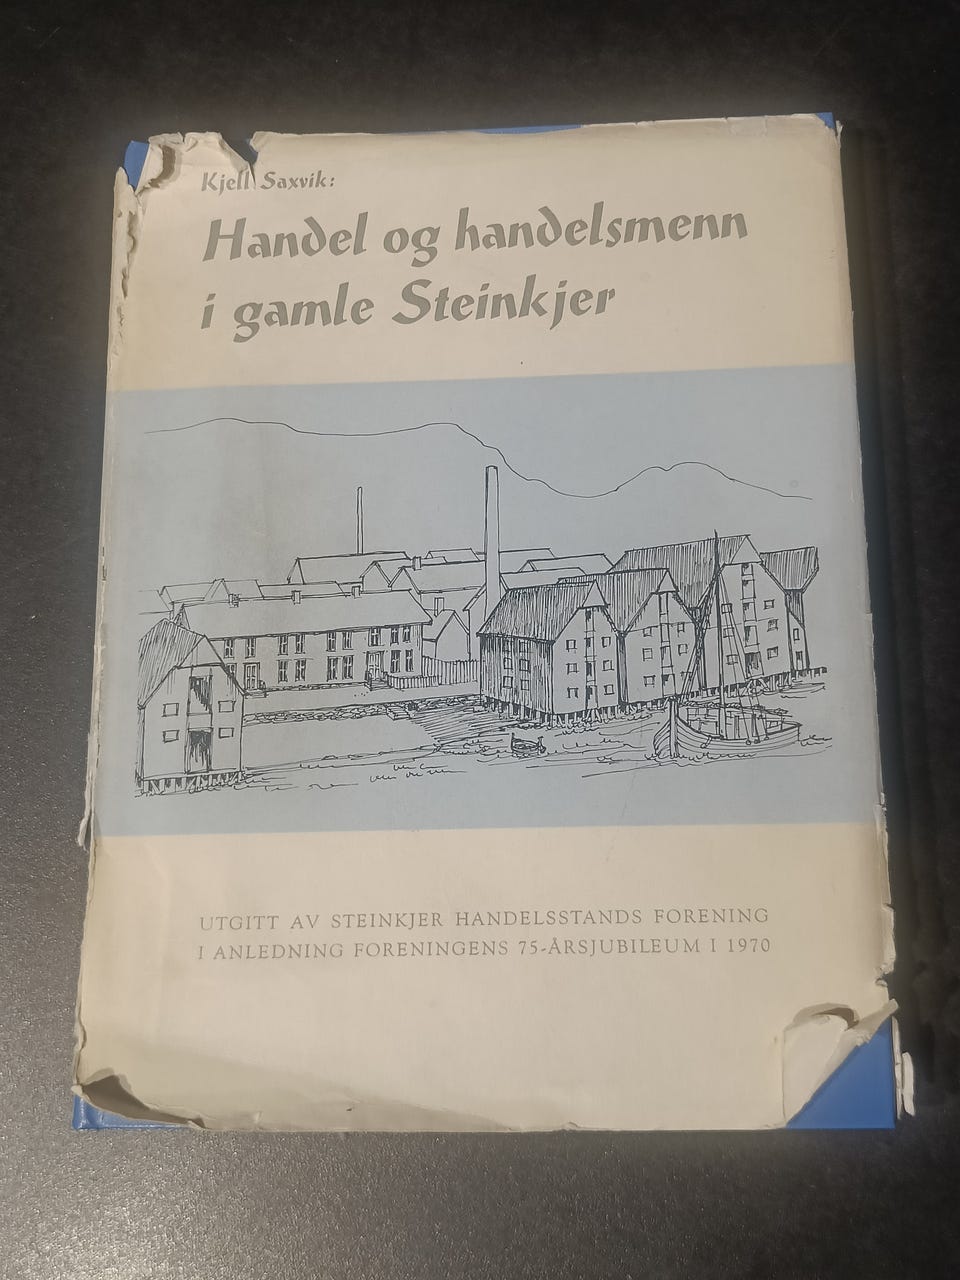 Kjell Saxvik:
Handel og handelsmenn
i gamle Steinkjer
UTGITT AV STEINKJER HANDELSSTANDS FORENING
I ANLEDNING FORENINGENS 75-ÅRSJUBILEUM I 1970